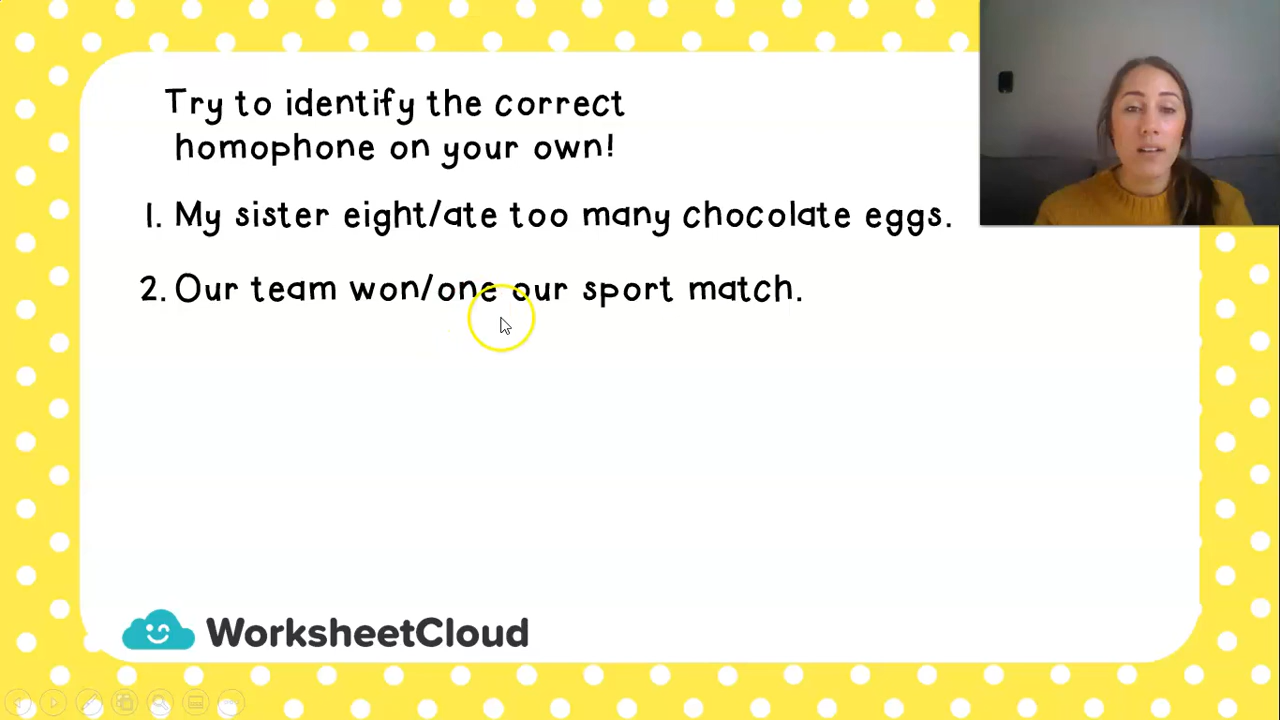 Try to identify the correct
homophone on your own!
1. My sister eight/ate too many chocolate eggs.
2. Our team won/one our sport match.
WorksheetCloud